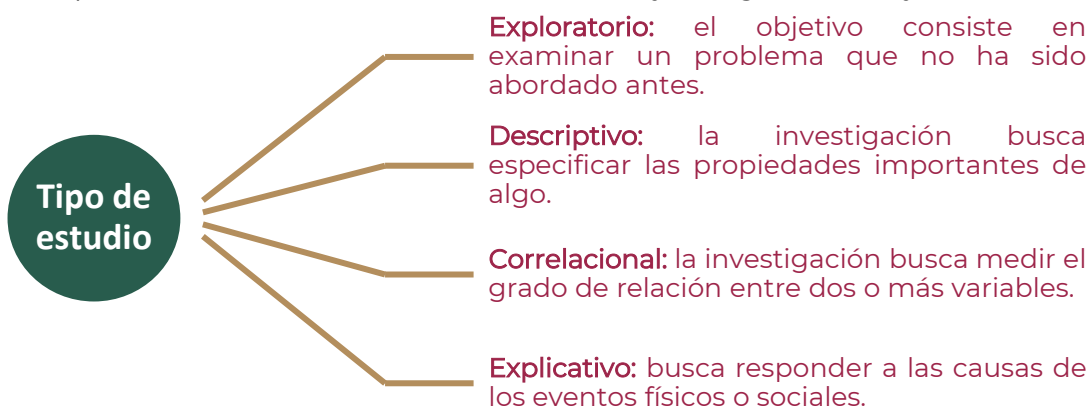 Exploratorio: el objetivo consiste en
examinar un problema que no ha sido
abordado antes.
Descriptivo: la investigación busca
especificar las propiedades importantes de
algo.
Tipo de
estudio
Correlacional: la investigación busca medir el
grado de relación entre dos o más variables.
Explicativo: busca responder a las causas de
los eventos físicos o sociales.